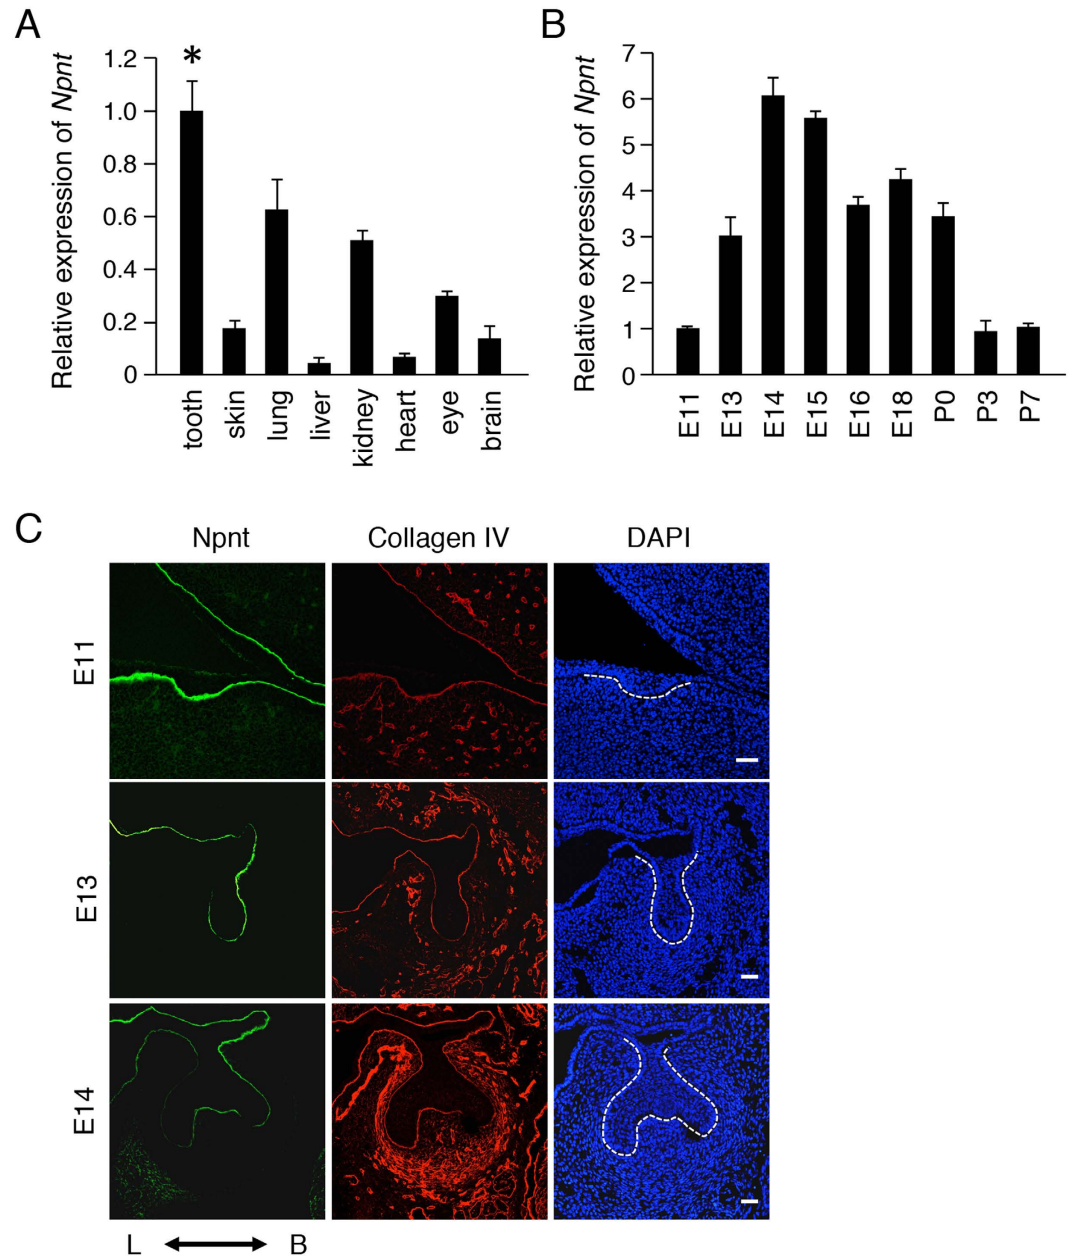 A
Relative expression of Npnt
*
1.2
1.0
0.8
0.6
0.4
0.2
0
tooth
skin
lung
liver
kidney
heart
eye
brain
B
Relative expression of Npnt
7
6
5
4
3
2
1
0
E11
E13
E14
E15
E16
E18
P0
P3
P7
C
Npnt Collagen IV DAPI
E11
E13
E14
L B